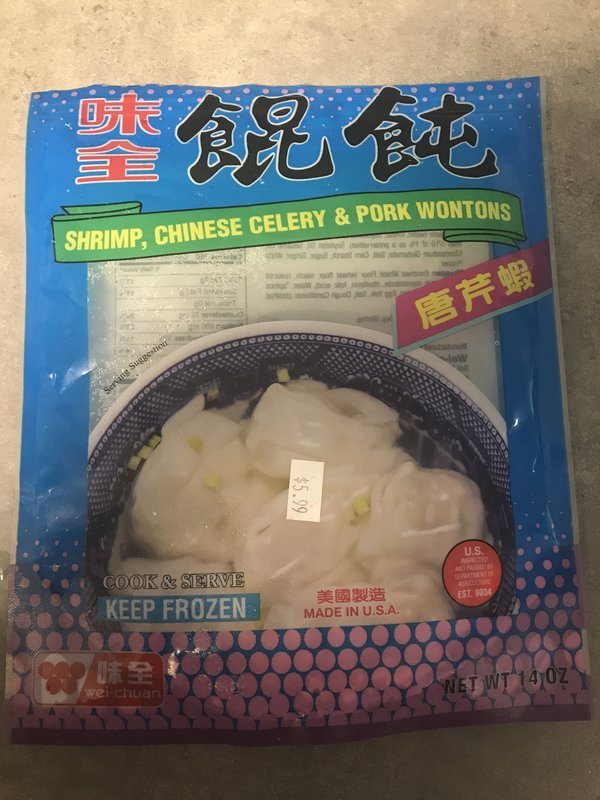 味全 餛飩
SHRIMP, CHINESE CELERY & PORK WONTONS
唐芹蝦
Serving Suggestion
$5.99
COOK & SERVE
KEEP FROZEN
美國製造
MADE IN U.S.A.
U.S.
INSPECTED
AND PASSED BY
DEPARTMENT OF
AGRICULTURE
EST. 9034
味全
wei-chuan
NET WT 14 OZ